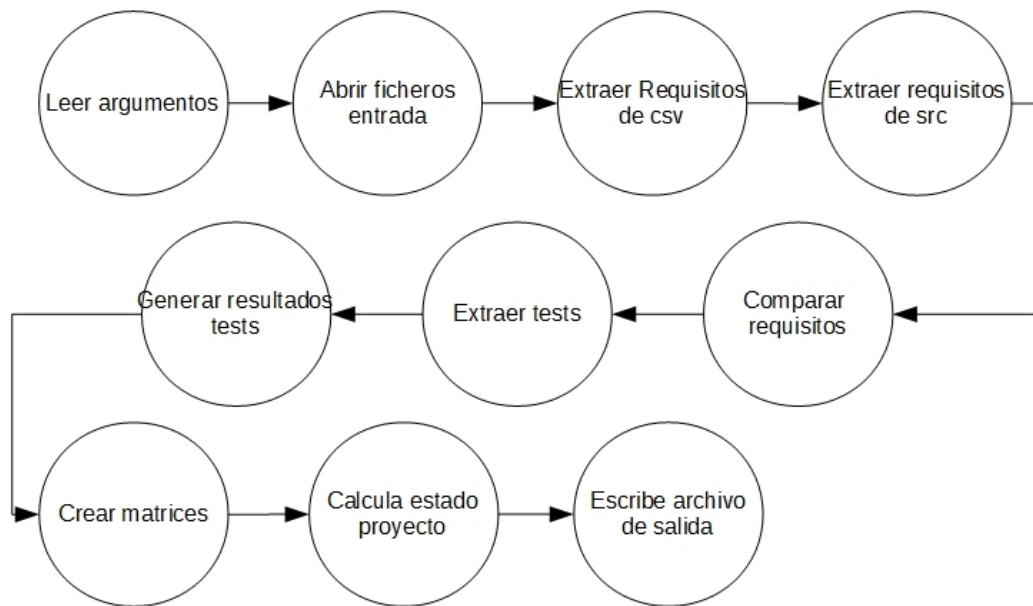 Leer argumentos
Abrir ficheros
entrada
Extraer Requisitos
de csv
Extraer requisitos
de src
Generar resultados
tests
Extraer tests
Comparar
requisitos
Crear matrices
Calcula estado
proyecto
Escribe archivo
de salida